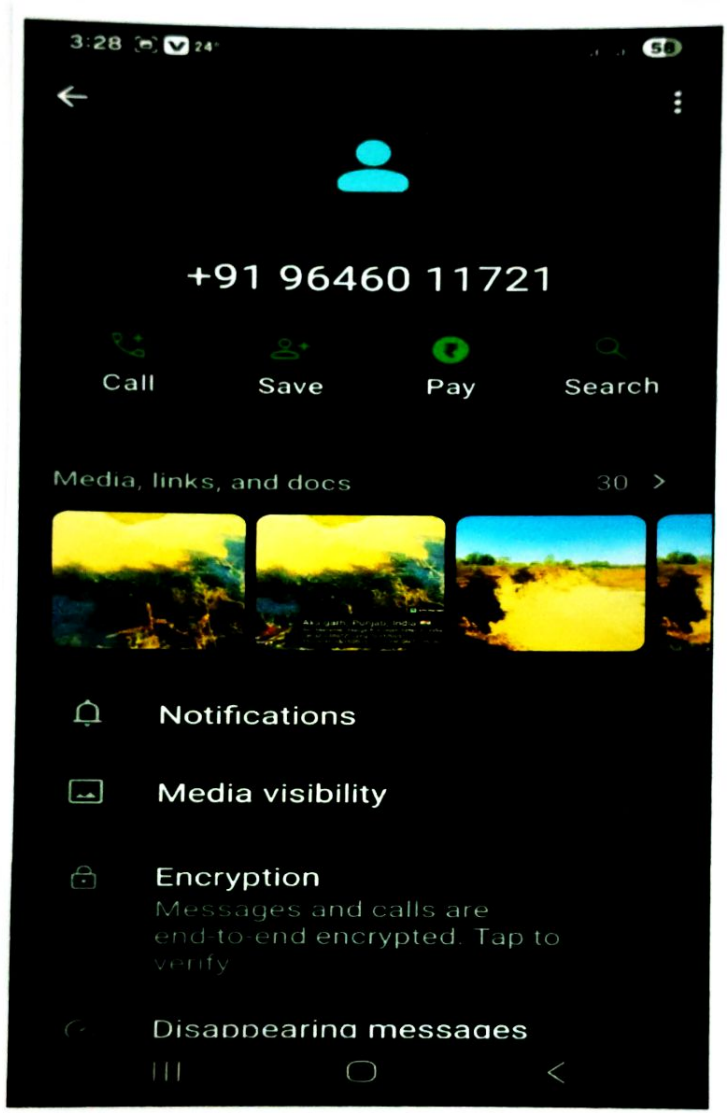 3:28 24°
58
+91 96460 11721
Call Save Pay Search
Media, links, and docs 30
Notifications
Media visibility
Encryption
Messages and calls are
end-to-end encrypted. Tap to
verify
Disappearing messages